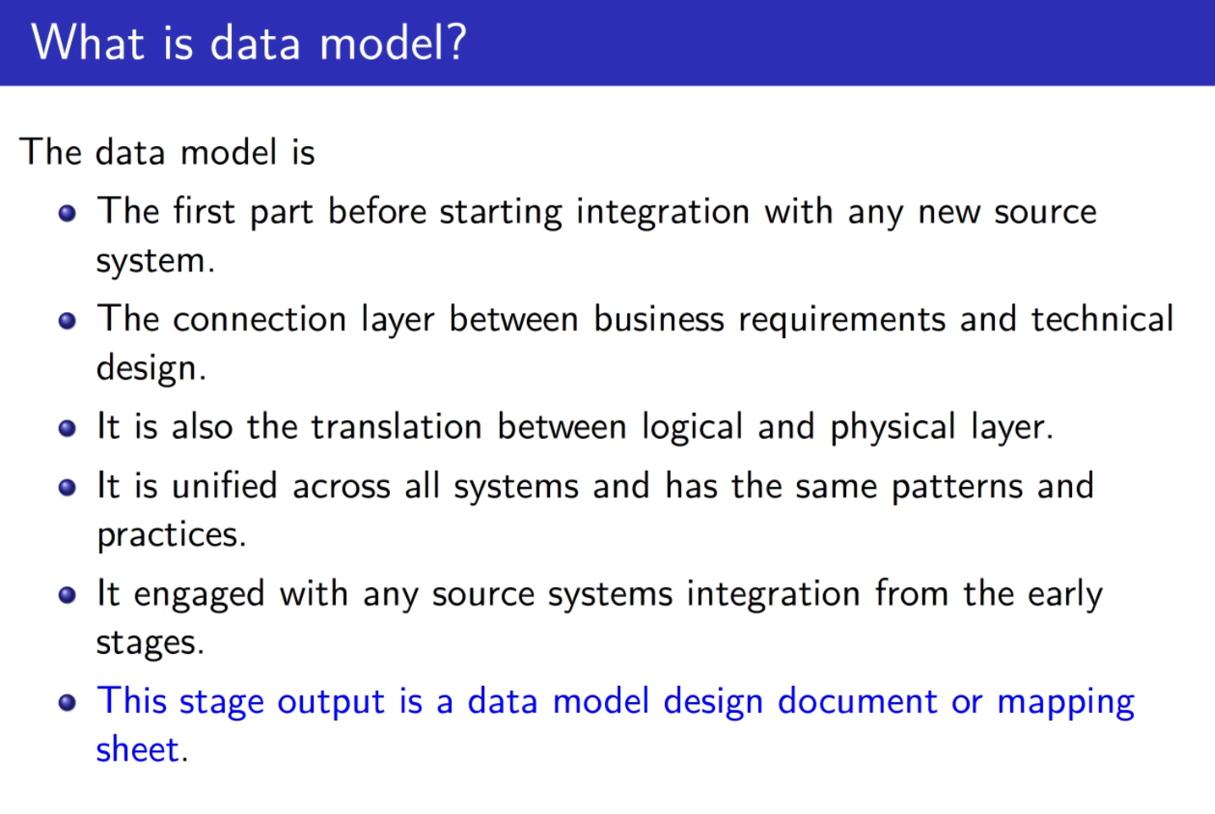 What is data model?
The data model is
The first part before starting integration with any new source
system.
The connection layer between business requirements and technical
design.
It is also the translation between logical and physical layer.
It is unified across all systems and has the same patterns and
practices.
It engaged with any source systems integration from the early
stages.
This stage output is a data model design document or mapping
sheet.